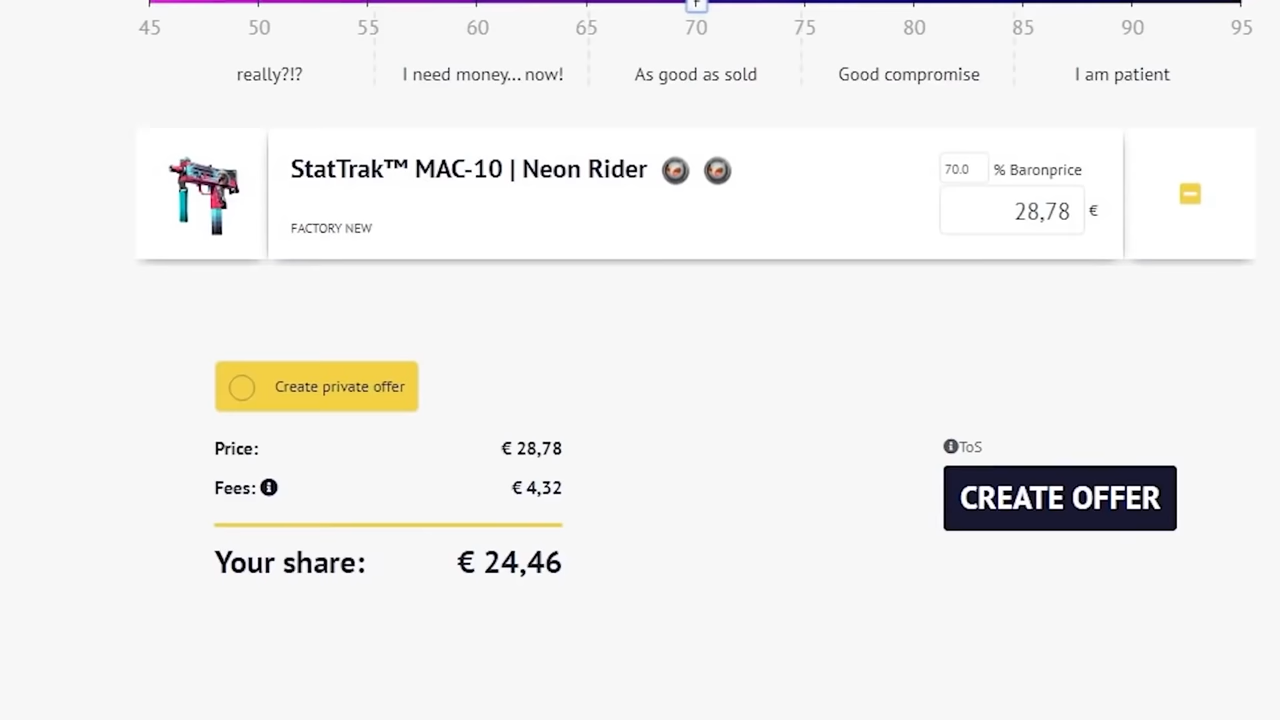 45 50 55 60 65 70 75 80 85 90 95
really?!? I need money... now! As good as sold Good compromise I am patient
StatTrak™ MAC-10 | Neon Rider
70.0 % Baronprice
28,78 €
FACTORY NEW
Create private offer
Price: € 28,78
Fees: € 4,32
Your share: € 24,46
ToS
CREATE OFFER